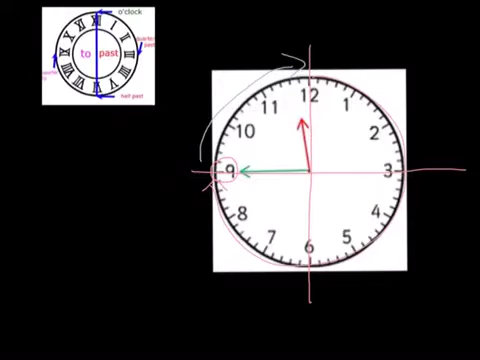 o'clock
quarter past
to past
half past
12
11 1
10 2
9 3
8 4
7 5
6